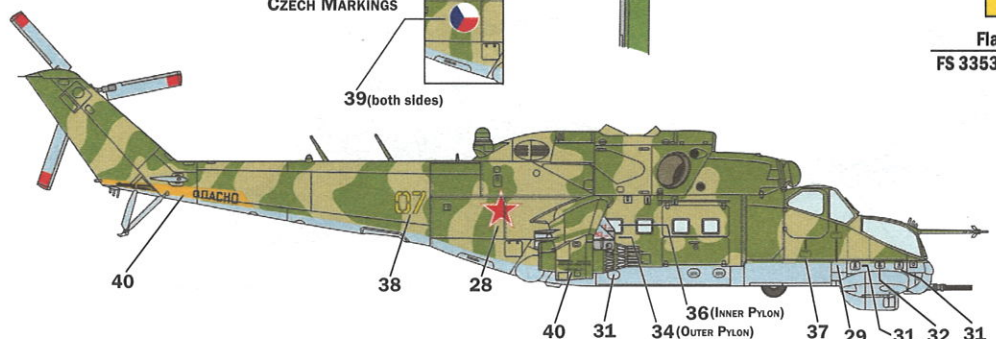 CZECH MARKINGS
Fla
FS 3353
39 (both sides)
ОПАСНО
07
40
38
28
40
31
36 (INNER PYLON)
34 (OUTER PYLON)
37
29
31
32
31